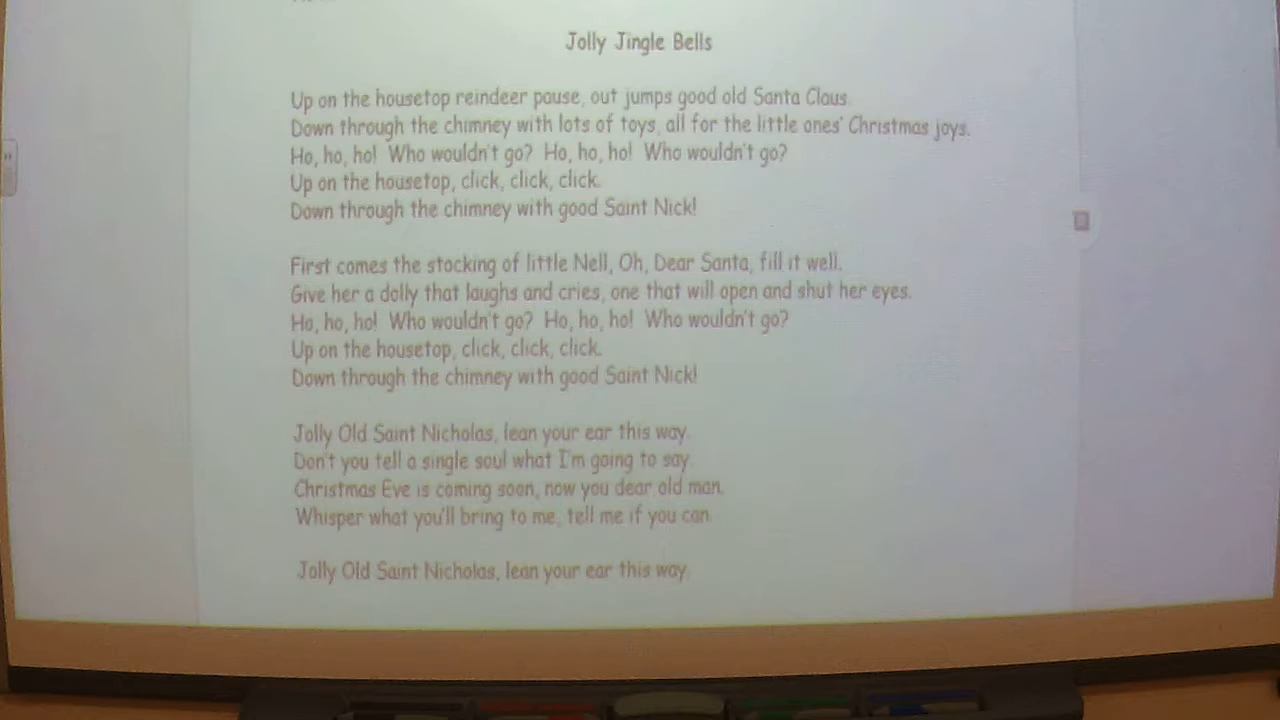 Jolly Jingle Bells
Up on the housetop reindeer pause, out jumps good old Santa Claus.
Down through the chimney with lots of toys, all for the little ones' Christmas joys.
Ho, ho, ho!  Who wouldn't go?  Ho, ho, ho!  Who wouldn't go?
Up on the housetop, click, click, click.
Down through the chimney with good Saint Nick!
First comes the stocking of little Nell, Oh, Dear Santa, fill it well.
Give her a dolly that laughs and cries, one that will open and shut her eyes.
Ho, ho, ho!  Who wouldn't go?  Ho, ho, ho!  Who wouldn't go?
Up on the housetop, click, click, click.
Down through the chimney with good Saint Nick!
Jolly Old Saint Nicholas, lean your ear this way.
Don't you tell a single soul what I'm going to say.
Christmas Eve is coming soon, now you dear old man,
Whisper what you'll bring to me, tell me if you can.
Jolly Old Saint Nicholas, lean your ear this way.